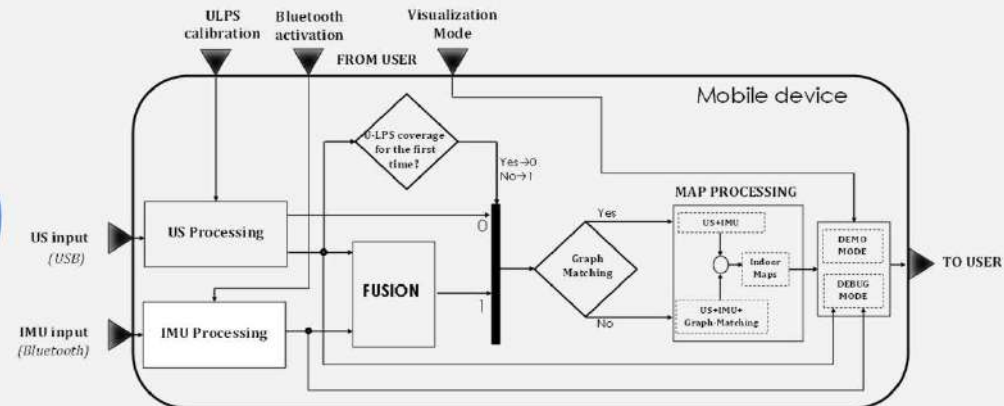 ULPS
calibration
Bluetooth
activation
Visualization
Mode
FROM USER
Mobile device
U-LPS coverage
for the first
time?
Yes→0
No→1
MAP PROCESSING
US input
(USB)
US Processing
0
Yes
US+IMU
DEMO
MODE
TO USER
FUSION
Graph
Matching
Indoor
Maps
DEBUG
MODE
1
IMU input
(Bluetooth)
IMU Processing
No
US+IMU+
Graph-Matching